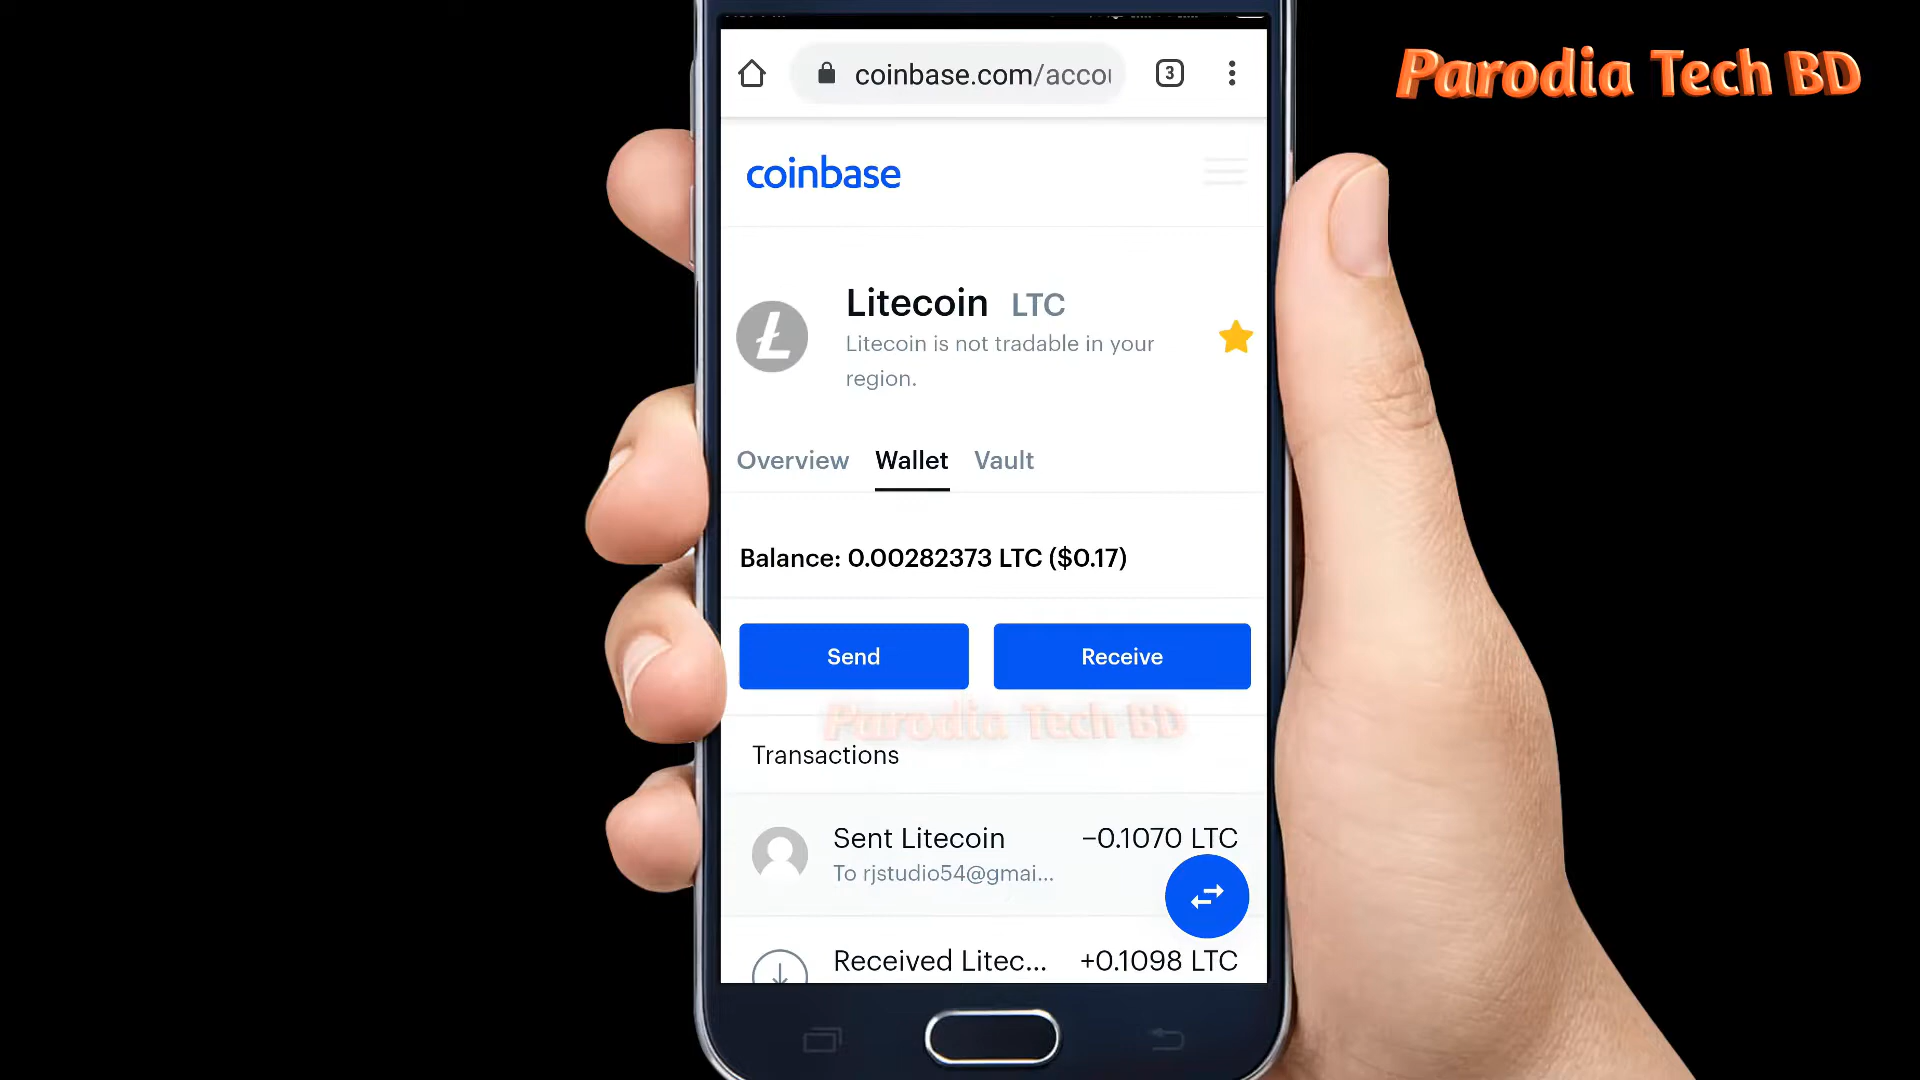 Parodia Tech BD
coinbase.com/accou
3
coinbase
Litecoin LTC
Litecoin is not tradable in your
region.
Overview Wallet Vault
Balance: 0.00282373 LTC ($0.17)
Send Receive
Parodia Tech BD
Transactions
Sent Litecoin −0.1070 LTC
To rjstudio54@gmai...
Received Litec... +0.1098 LTC